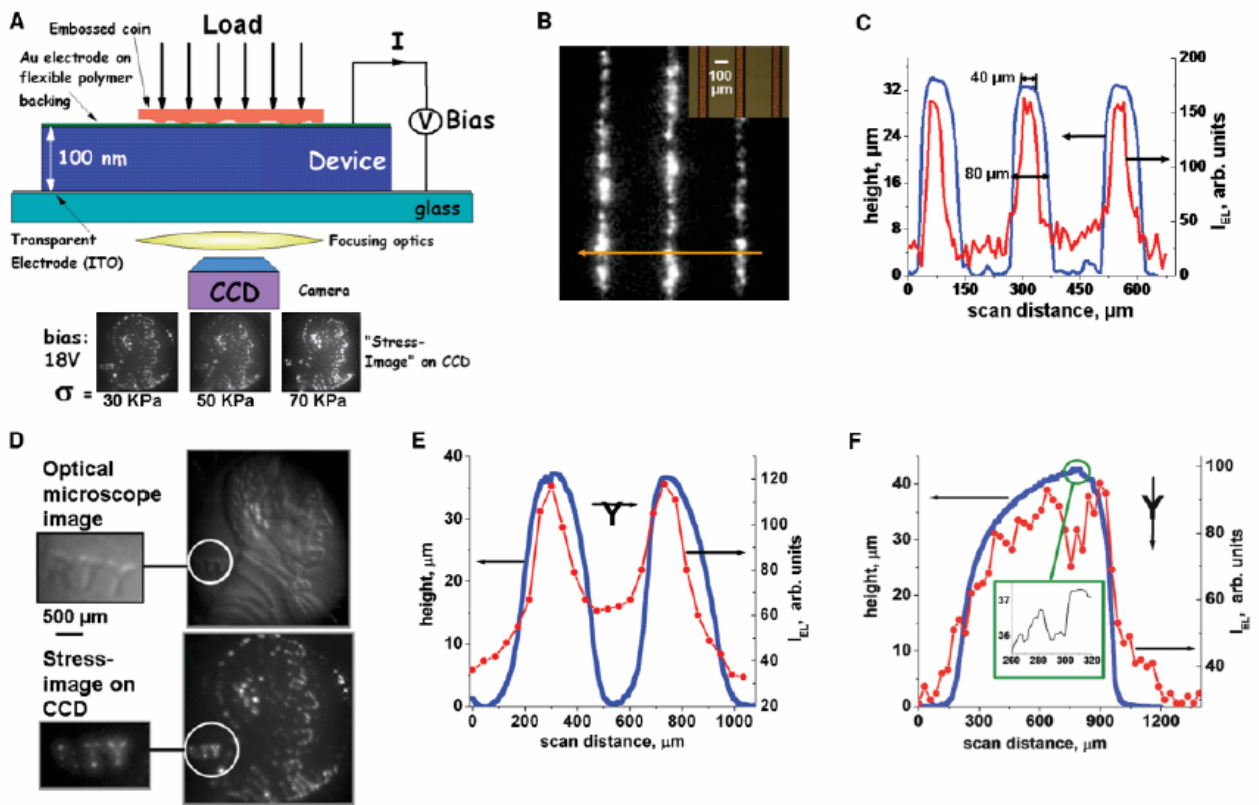 A
Load
Embossed coin
Au electrode on
flexible polymer
backing
I
V
Bias
100 nm
Device
glass
Transparent
Electrode (ITO)
Focusing optics
CCD
Camera
bias:
18V
"Stress-
Image" on CCD
σ =
30 KPa
50 KPa
70 KPa
B
100
μm
C
height, μm
32
24
16
8
0
40 μm
80 μm
200
150
100
50
0
I_EL, arb. units
0
150
300
450
600
scan distance, μm
D
Optical
microscope
image
500 μm
Stress-
image on
CCD
E
height, μm
40
30
20
10
0
Y
120
100
80
60
40
20
I_EL, arb. units
0
200
400
600
800
1000
scan distance, μm
F
height, μm
40
30
20
10
0
Y
37
36
260
280
300
320
100
80
60
40
I_EL, arb. units
0
300
600
900
1200
scan distance, μm